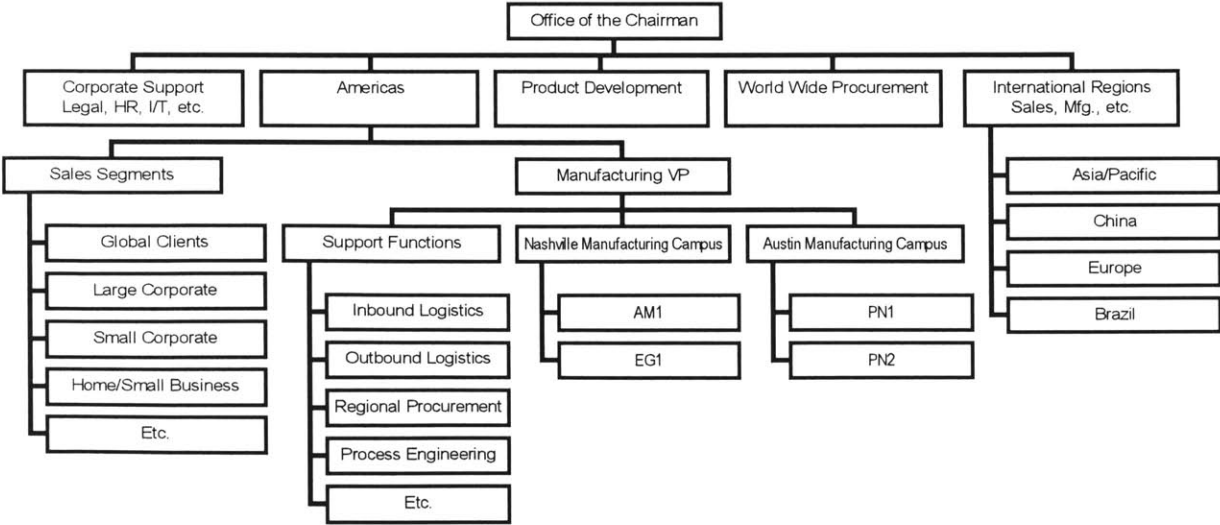 Office of the Chairman
Corporate Support
Legal, HR, I/T, etc.
Americas
Product Development
World Wide Procurement
International Regions
Sales, Mfg., etc.
Sales Segments
Manufacturing VP
Asia/Pacific
China
Europe
Brazil
Global Clients
Large Corporate
Small Corporate
Home/Small Business
Etc.
Support Functions
Nashville Manufacturing Campus
Austin Manufacturing Campus
Inbound Logistics
Outbound Logistics
Regional Procurement
Process Engineering
Etc.
AM1
EG1
PN1
PN2